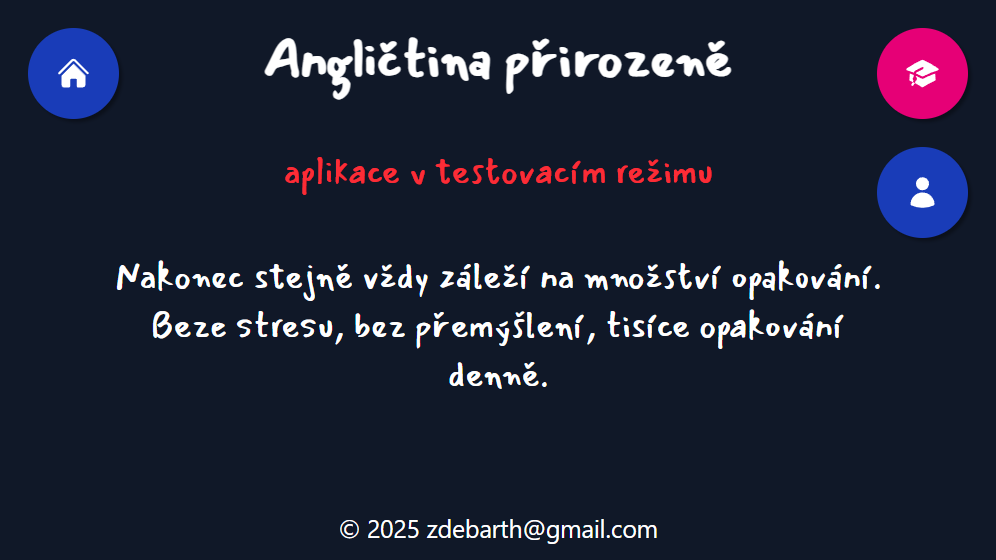 Angličtina přirozeně
aplikace v testovacím režimu
Nakonec stejně vždy záleží na množství opakování.
Beze stresu, bez přemýšlení, tisíce opakování
denně.
© 2025 zdebarth@gmail.com